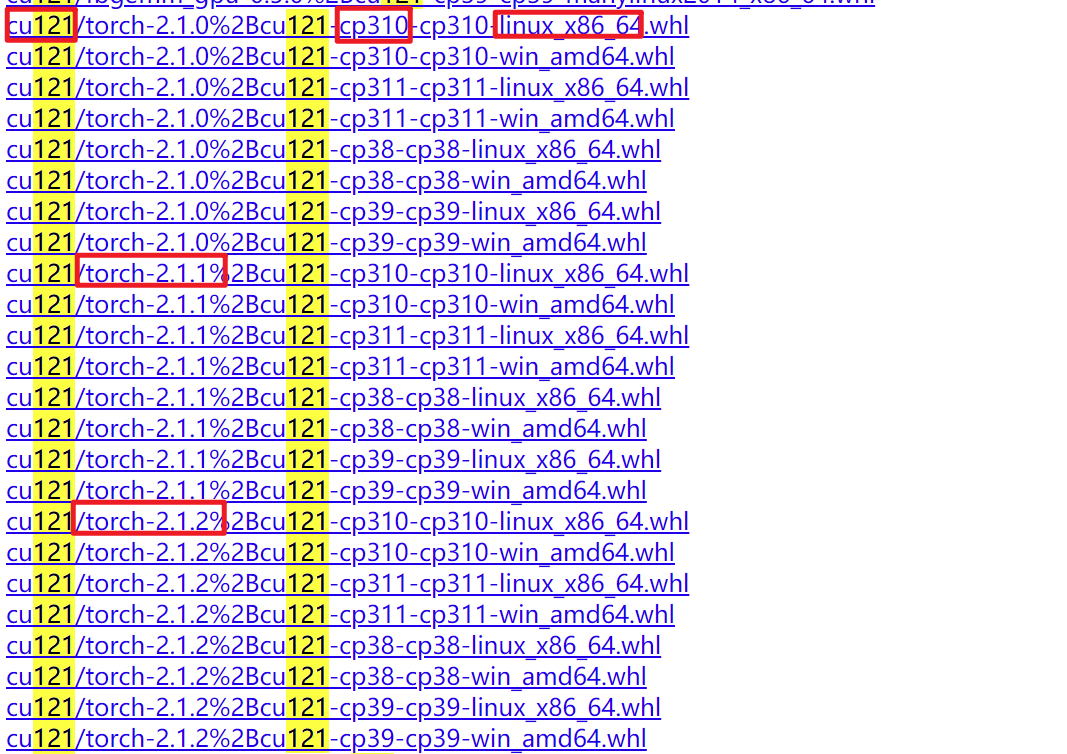 cu121/fbgemm_gpu-0.5.0%2Bcu121-cp39-cp39-manylinux2014_x86_64.whl
cu121/torch-2.1.0%2Bcu121-cp310-cp310-linux_x86_64.whl
cu121/torch-2.1.0%2Bcu121-cp310-cp310-win_amd64.whl
cu121/torch-2.1.0%2Bcu121-cp311-cp311-linux_x86_64.whl
cu121/torch-2.1.0%2Bcu121-cp311-cp311-win_amd64.whl
cu121/torch-2.1.0%2Bcu121-cp38-cp38-linux_x86_64.whl
cu121/torch-2.1.0%2Bcu121-cp38-cp38-win_amd64.whl
cu121/torch-2.1.0%2Bcu121-cp39-cp39-linux_x86_64.whl
cu121/torch-2.1.0%2Bcu121-cp39-cp39-win_amd64.whl
cu121/torch-2.1.1%2Bcu121-cp310-cp310-linux_x86_64.whl
cu121/torch-2.1.1%2Bcu121-cp310-cp310-win_amd64.whl
cu121/torch-2.1.1%2Bcu121-cp311-cp311-linux_x86_64.whl
cu121/torch-2.1.1%2Bcu121-cp311-cp311-win_amd64.whl
cu121/torch-2.1.1%2Bcu121-cp38-cp38-linux_x86_64.whl
cu121/torch-2.1.1%2Bcu121-cp38-cp38-win_amd64.whl
cu121/torch-2.1.1%2Bcu121-cp39-cp39-linux_x86_64.whl
cu121/torch-2.1.1%2Bcu121-cp39-cp39-win_amd64.whl
cu121/torch-2.1.2%2Bcu121-cp310-cp310-linux_x86_64.whl
cu121/torch-2.1.2%2Bcu121-cp310-cp310-win_amd64.whl
cu121/torch-2.1.2%2Bcu121-cp311-cp311-linux_x86_64.whl
cu121/torch-2.1.2%2Bcu121-cp311-cp311-win_amd64.whl
cu121/torch-2.1.2%2Bcu121-cp38-cp38-linux_x86_64.whl
cu121/torch-2.1.2%2Bcu121-cp38-cp38-win_amd64.whl
cu121/torch-2.1.2%2Bcu121-cp39-cp39-linux_x86_64.whl
cu121/torch-2.1.2%2Bcu121-cp39-cp39-win_amd64.whl